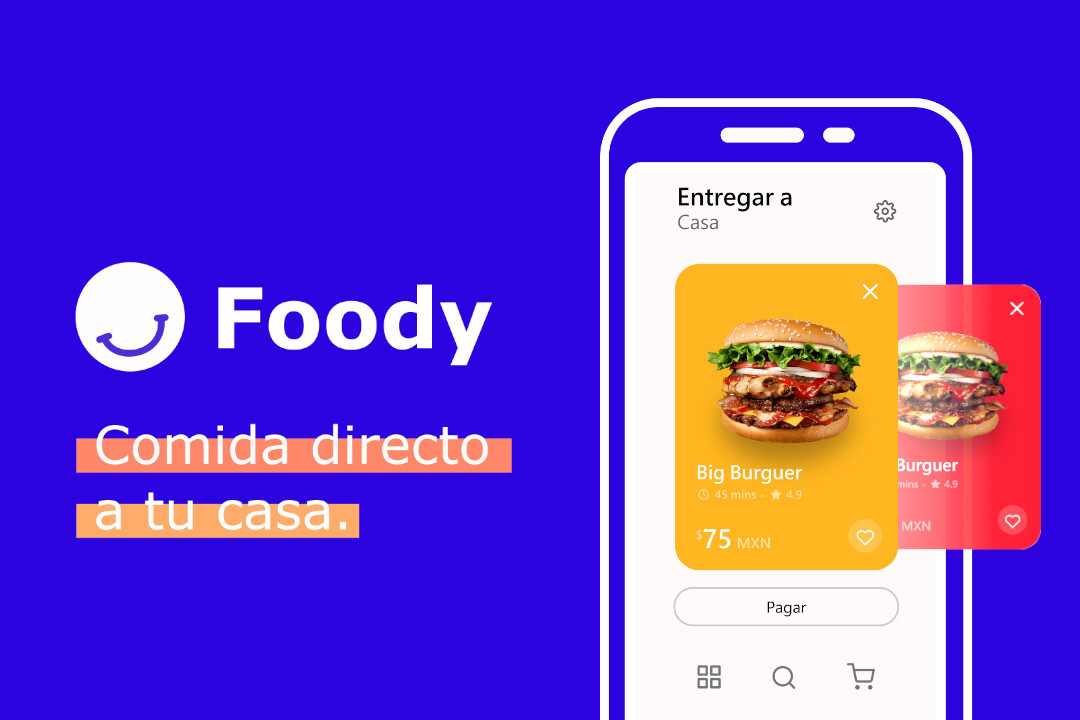 Foody
Comida directo
a tu casa.
Entregar a
Casa
Big Burguer
45 mins · 4.9
$75 MXN
Burguer
mins · 4.9
MXN
Pagar